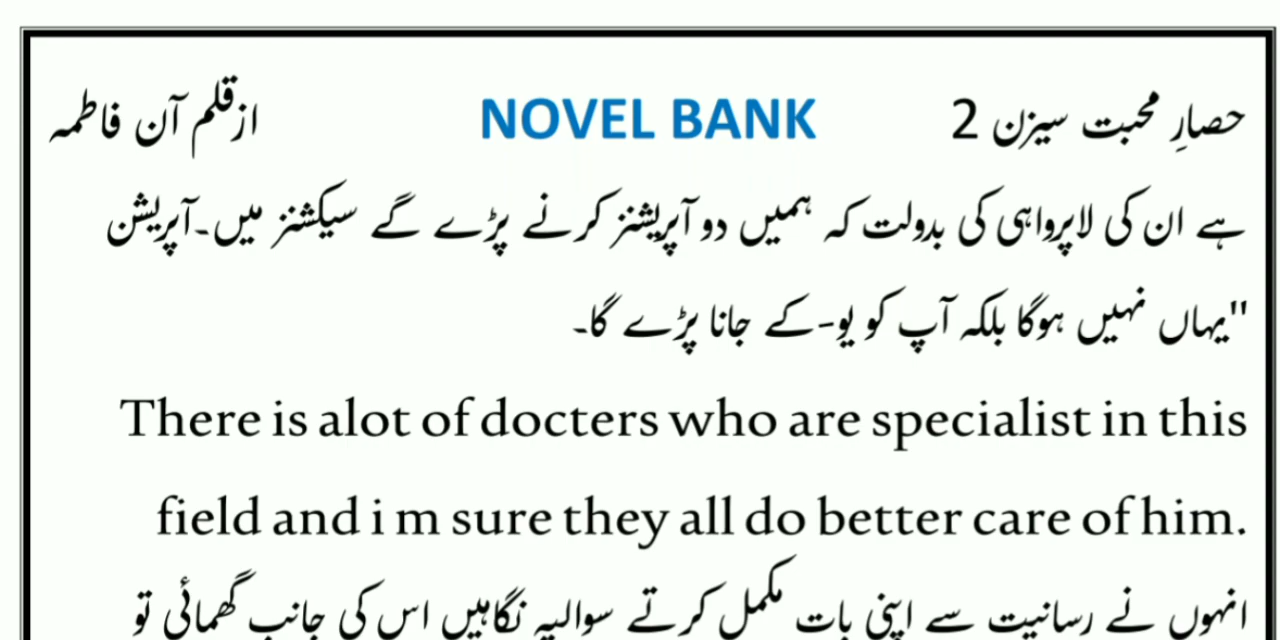 حصارِ محبت سیزن 2 NOVEL BANK ازقلم آن فاطمہ
ہے ان کی لاپرواہی کی بدولت کہ ہمیں دو آپریشنز کرنے پڑے گے سیکشنز میں۔آپریشن
"یہاں نہیں ہوگا بلکہ آپ کو یو-کے جانا پڑے گا۔
There is alot of docters who are specialist in this
field and i m sure they all do better care of him.
انہوں نے رسانیت سے اپنی بات مکمل کرتے سوالیہ نگاہیں اس کی جانب گھمائی تو